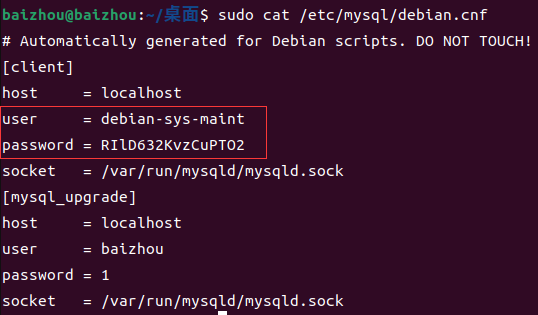 baizhou@baizhou:~/桌面$ sudo cat /etc/mysql/debian.cnf
# Automatically generated for Debian scripts. DO NOT TOUCH!
[client]
host     = localhost
user     = debian-sys-maint
password = RIlD632KvzCuPTO2
socket   = /var/run/mysqld/mysqld.sock
[mysql_upgrade]
host     = localhost
user     = baizhou
password = 1
socket   = /var/run/mysqld/mysqld.sock